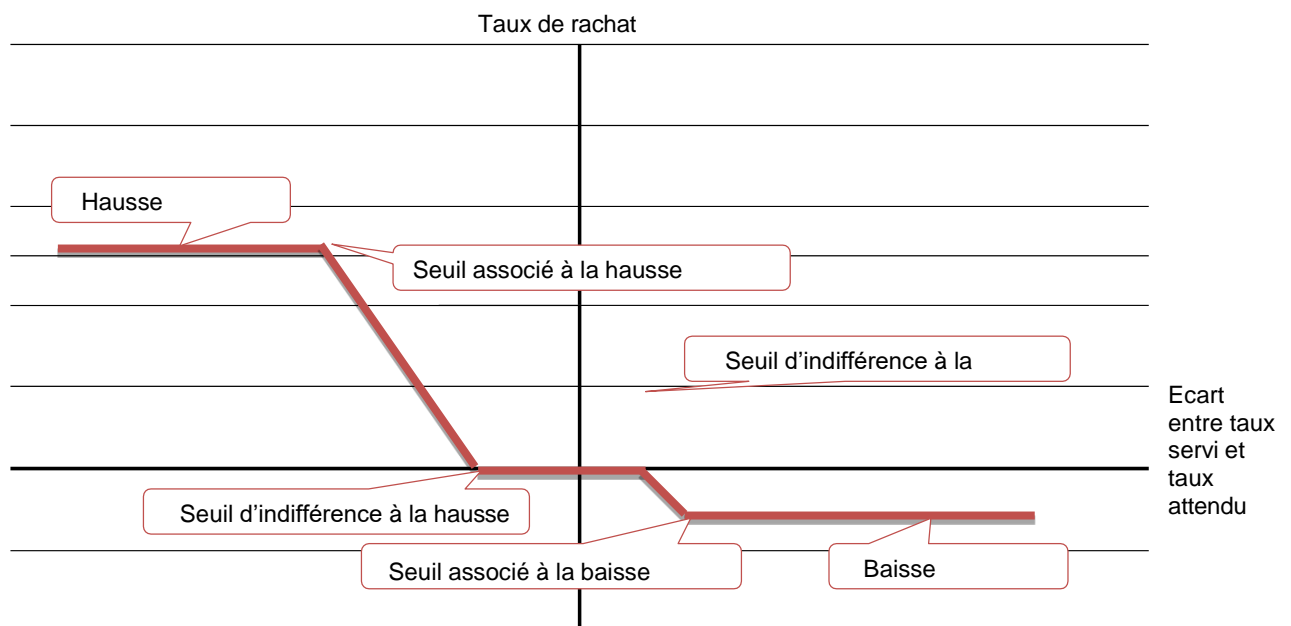 Taux de rachat
Hausse
Seuil associé à la hausse
Seuil d'indifférence à la
Ecart
entre taux
servi et
taux
attendu
Seuil d'indifférence à la hausse
Seuil associé à la baisse
Baisse